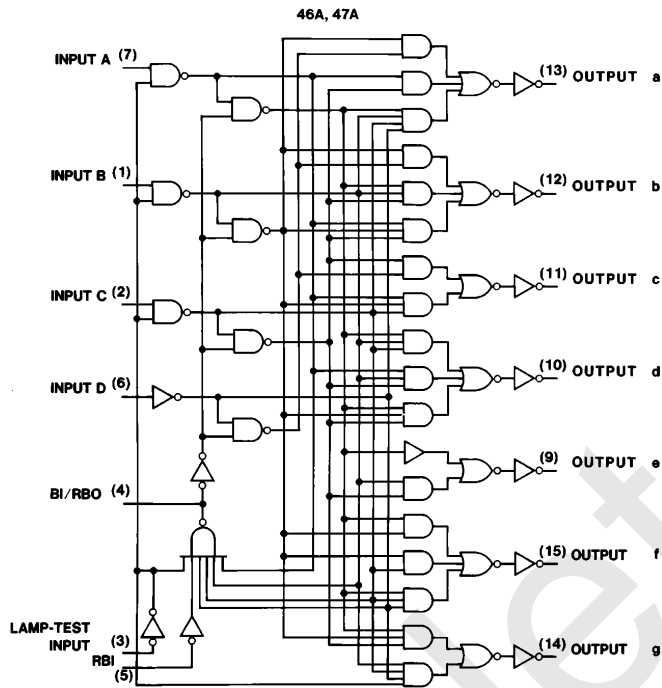 46A, 47A
INPUT A (7)
(13) OUTPUT a
INPUT B (1)
(12) OUTPUT b
INPUT C (2)
(11) OUTPUT c
INPUT D (6)
(10) OUTPUT d
BI/RBO (4)
(9) OUTPUT e
(15) OUTPUT f
LAMP-TEST
INPUT
(3)
RBI
(5)
(14) OUTPUT g